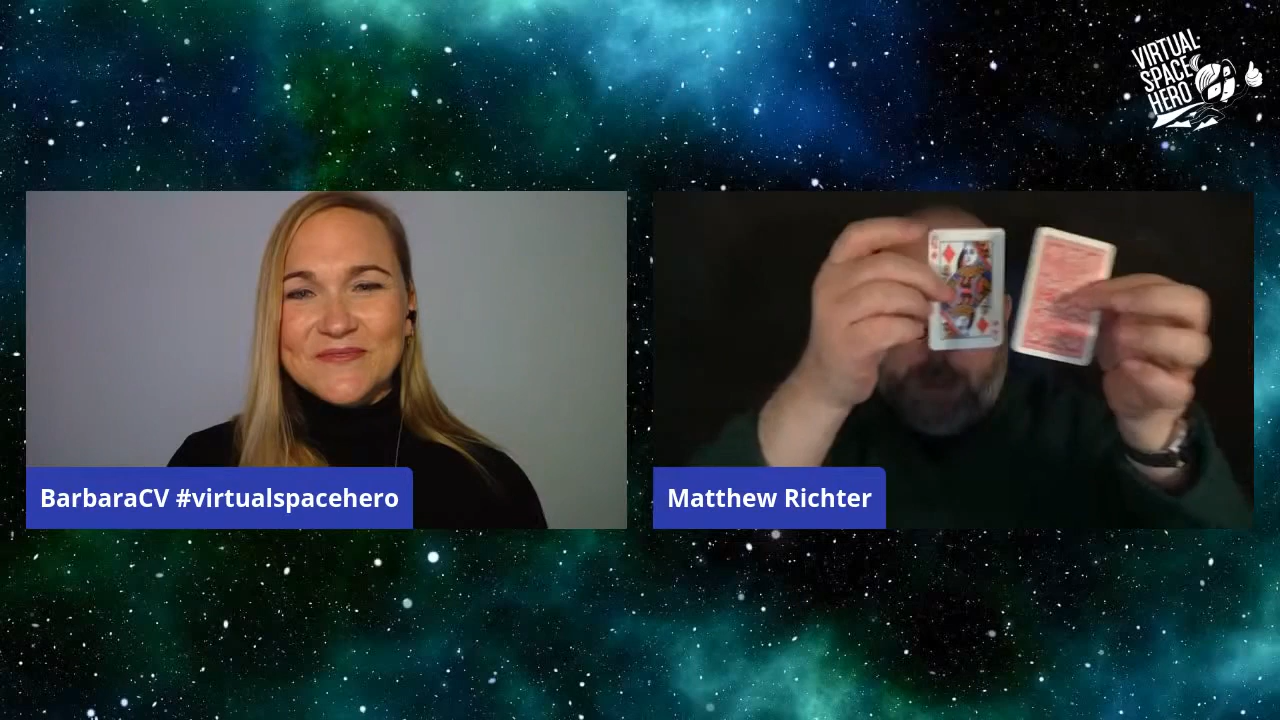 VIRTUAL
SPACE
HERO
Q
BarbaraCV #virtualspacehero
Matthew Richter